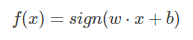 f(x) = sign(w · x + b)